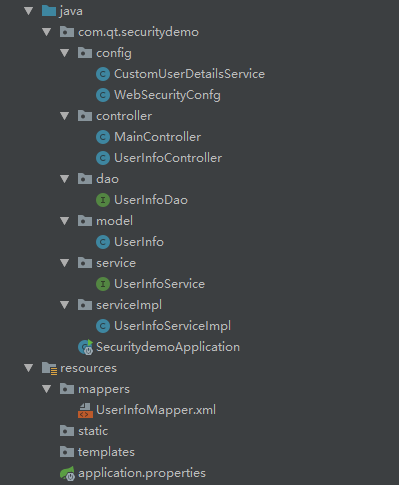 java
com.qt.securitydemo
config
CustomUserDetailsService
WebSecurityConfg
controller
MainController
UserInfoController
dao
UserInfoDao
model
UserInfo
service
UserInfoService
serviceImpl
UserInfoServiceImpl
SecuritydemoApplication
resources
mappers
UserInfoMapper.xml
static
templates
application.properties